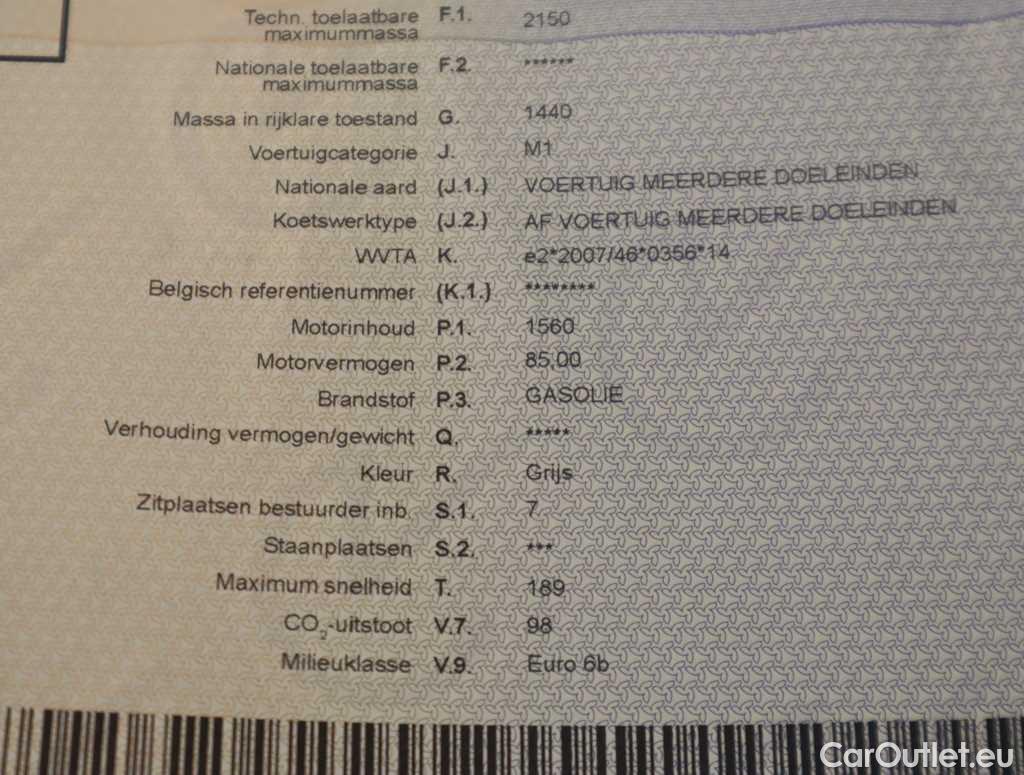 Techn. toelaatbare F.1. 2150
maximummassa
Nationale toelaatbare F.2. ******
maximummassa
Massa in rijklare toestand G. 1440
Voertuigcategorie J. M1
Nationale aard (J.1.) VOERTUIG MEERDERE DOELEINDEN
Koetswerktype (J.2.) AF VOERTUIG MEERDERE DOELEINDEN
WVTA K. e2*2007/46*0356*14
Belgisch referentienummer (K.1.) ********
Motorinhoud P.1. 1560
Motorvermogen P.2. 85,00
Brandstof P.3. GASOLIE
Verhouding vermogen/gewicht Q. *****
Kleur R. Grijs
Zitplaatsen bestuurder inb. S.1. 7
Staanplaatsen S.2. ***
Maximum snelheid T. 189
CO₂-uitstoot V.7. 98
Milieuklasse V.9. Euro 6b
CarOutlet.eu